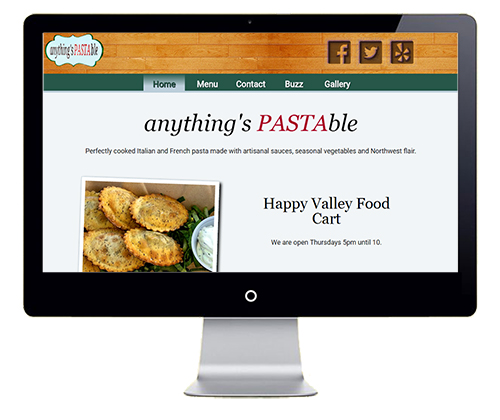 anything's PASTAble
Home Menu Contact Buzz Gallery
anything's PASTAble
Perfectly cooked Italian and French pasta made with artisanal sauces, seasonal vegetables and Northwest flair.
Happy Valley Food
Cart
We are open Thursdays 5pm until 10.